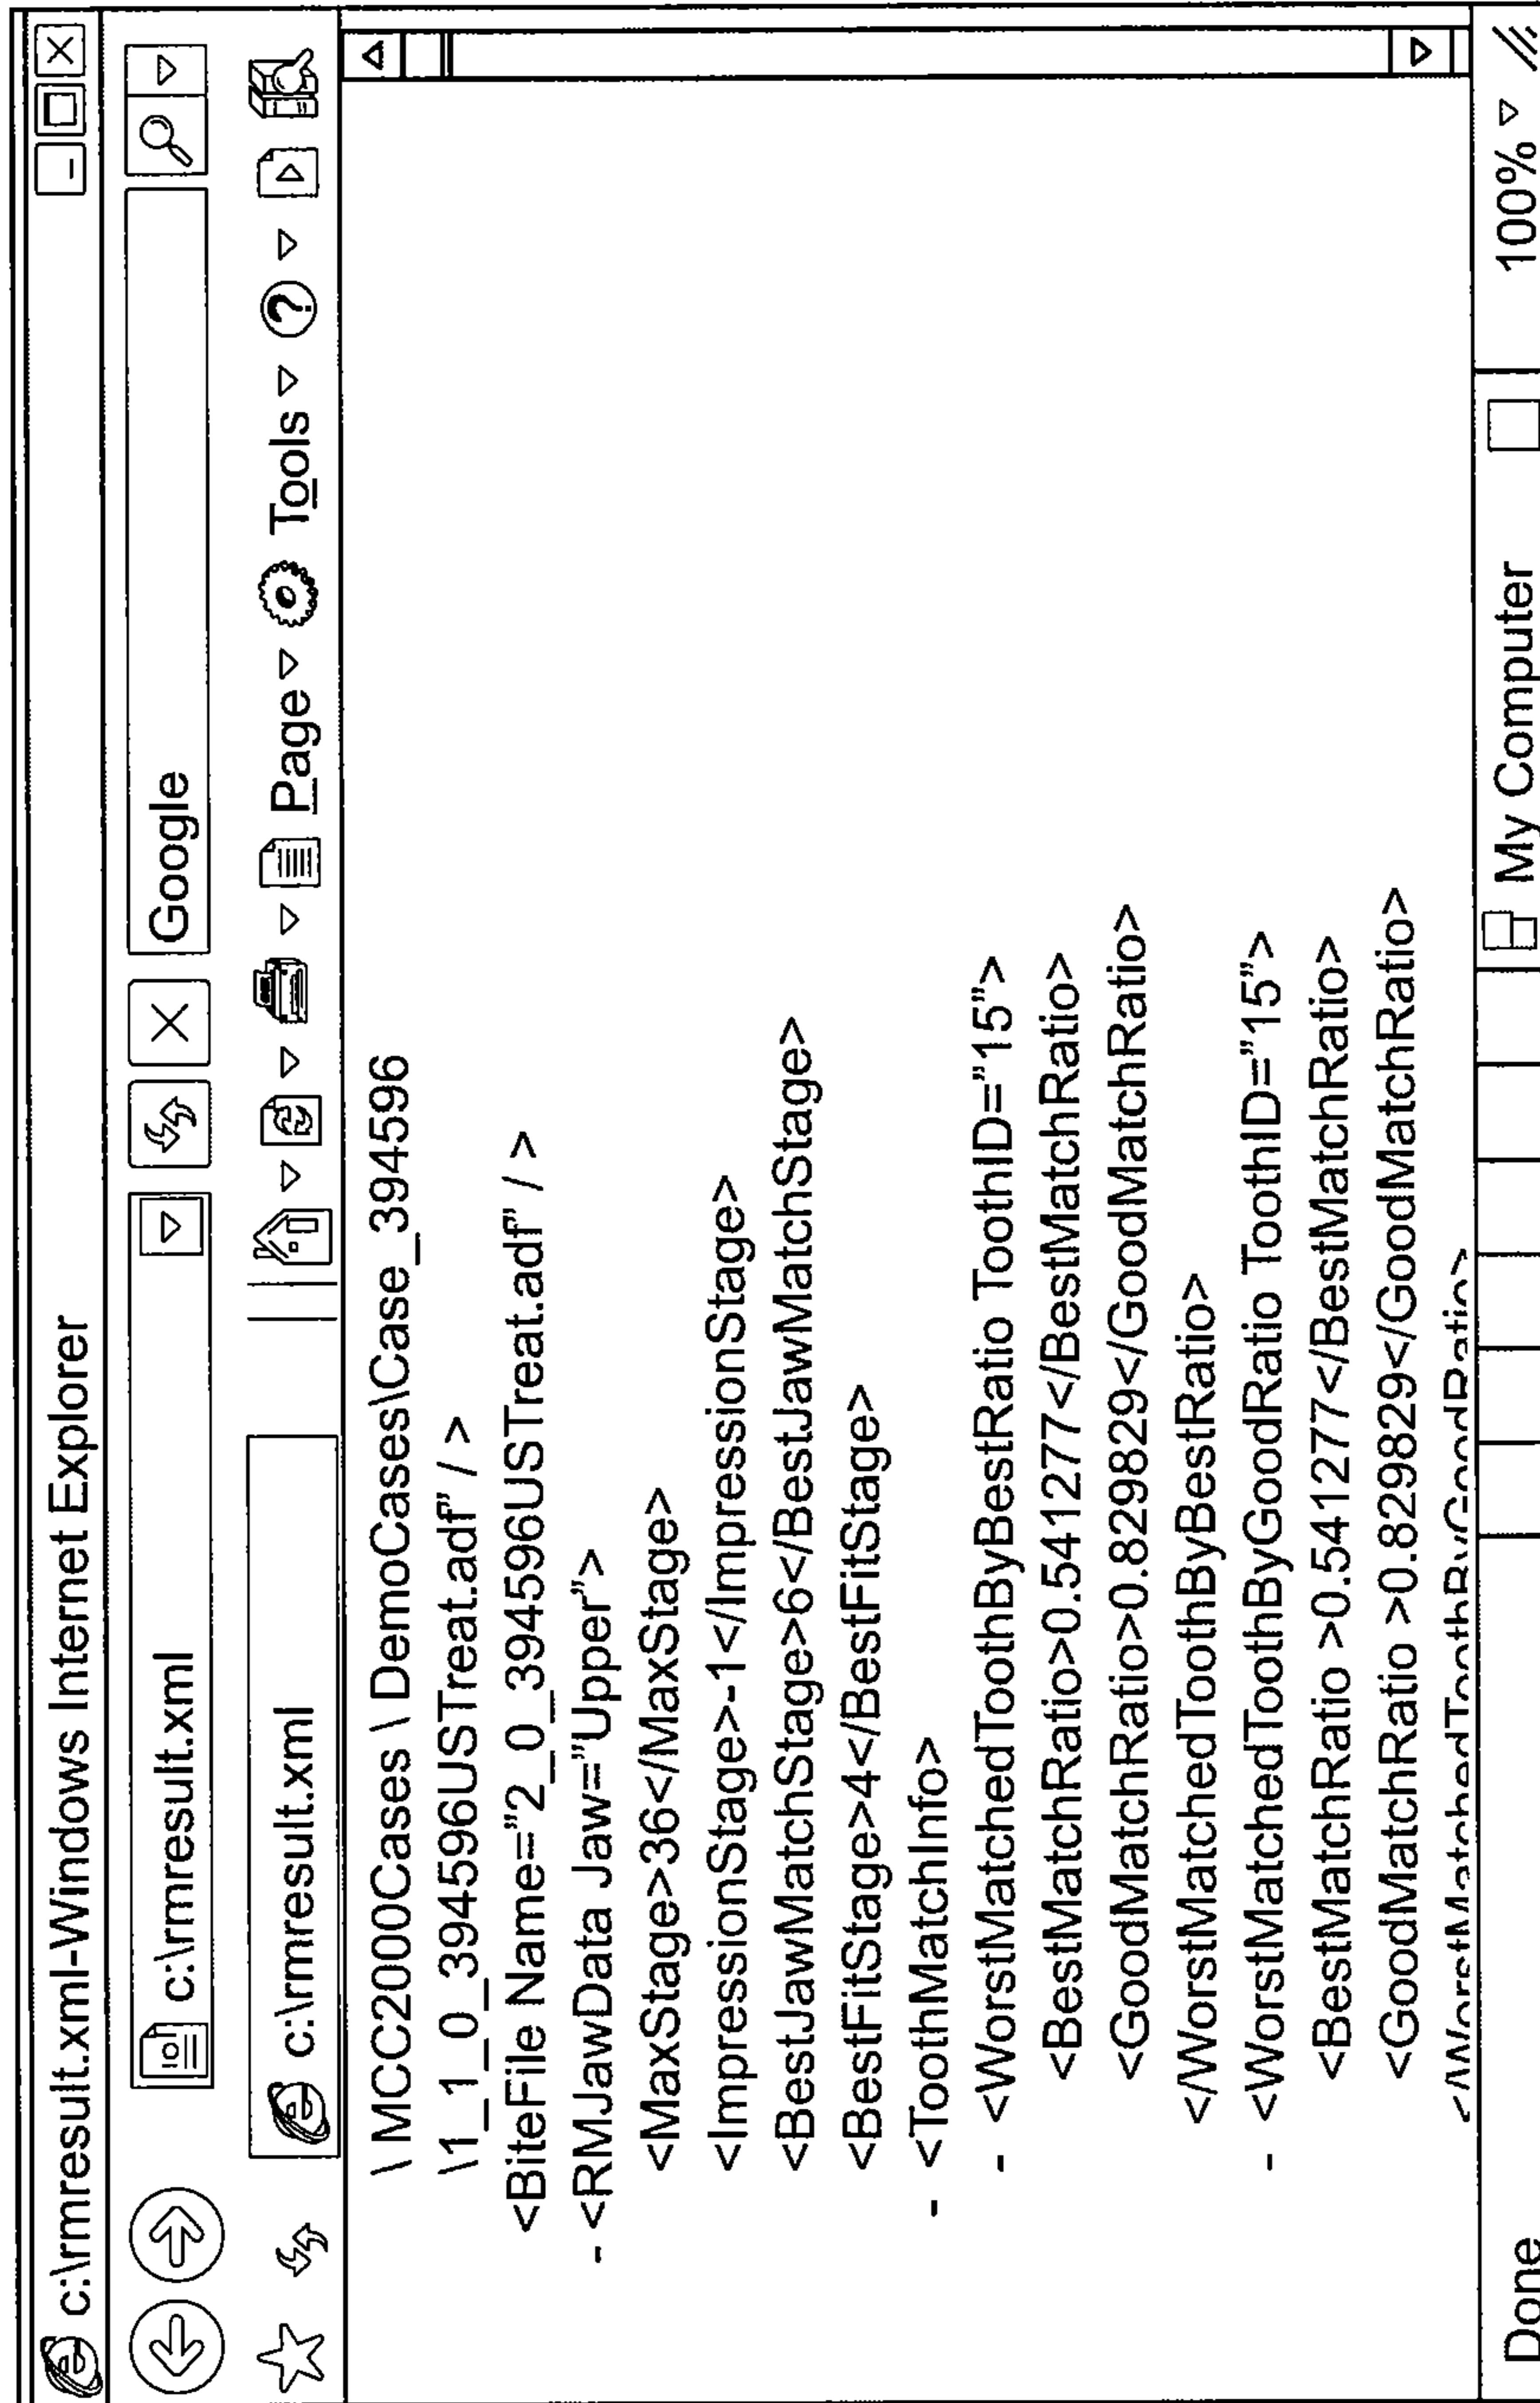 c:\rmresult.xml-Windows Internet Explorer
c:\rmresult.xml Google
c:\rmresult.xml Page Tools
\ MCC2000Cases \ DemoCases\Case_394596
\1_1_0_394596USTreat.adf” / >
<BiteFile Name=”2_0_394596USTreat.adf” / >
- <RMJawData Jaw=”Upper”>
<MaxStage>36</MaxStage>
<ImpressionStage>-1</ImpressionStage>
<BestJawMatchStage>6</BestJawMatchStage>
<BestFitStage>4</BestFitStage>
- <ToothMatchInfo>
- <WorstMatchedToothByBestRatio ToothID=”15”>
<BestMatchRatio>0.541277</BestMatchRatio>
<GoodMatchRatio>0.829829</GoodMatchRatio>
</WorstMatchedToothByBestRatio>
- <WorstMatchedToothByGoodRatio ToothID=”15”>
<BestMatchRatio >0.541277</BestMatchRatio>
<GoodMatchRatio >0.829829</GoodMatchRatio>
</WorstMatchedToothByGoodRatio>
Done My Computer 100%